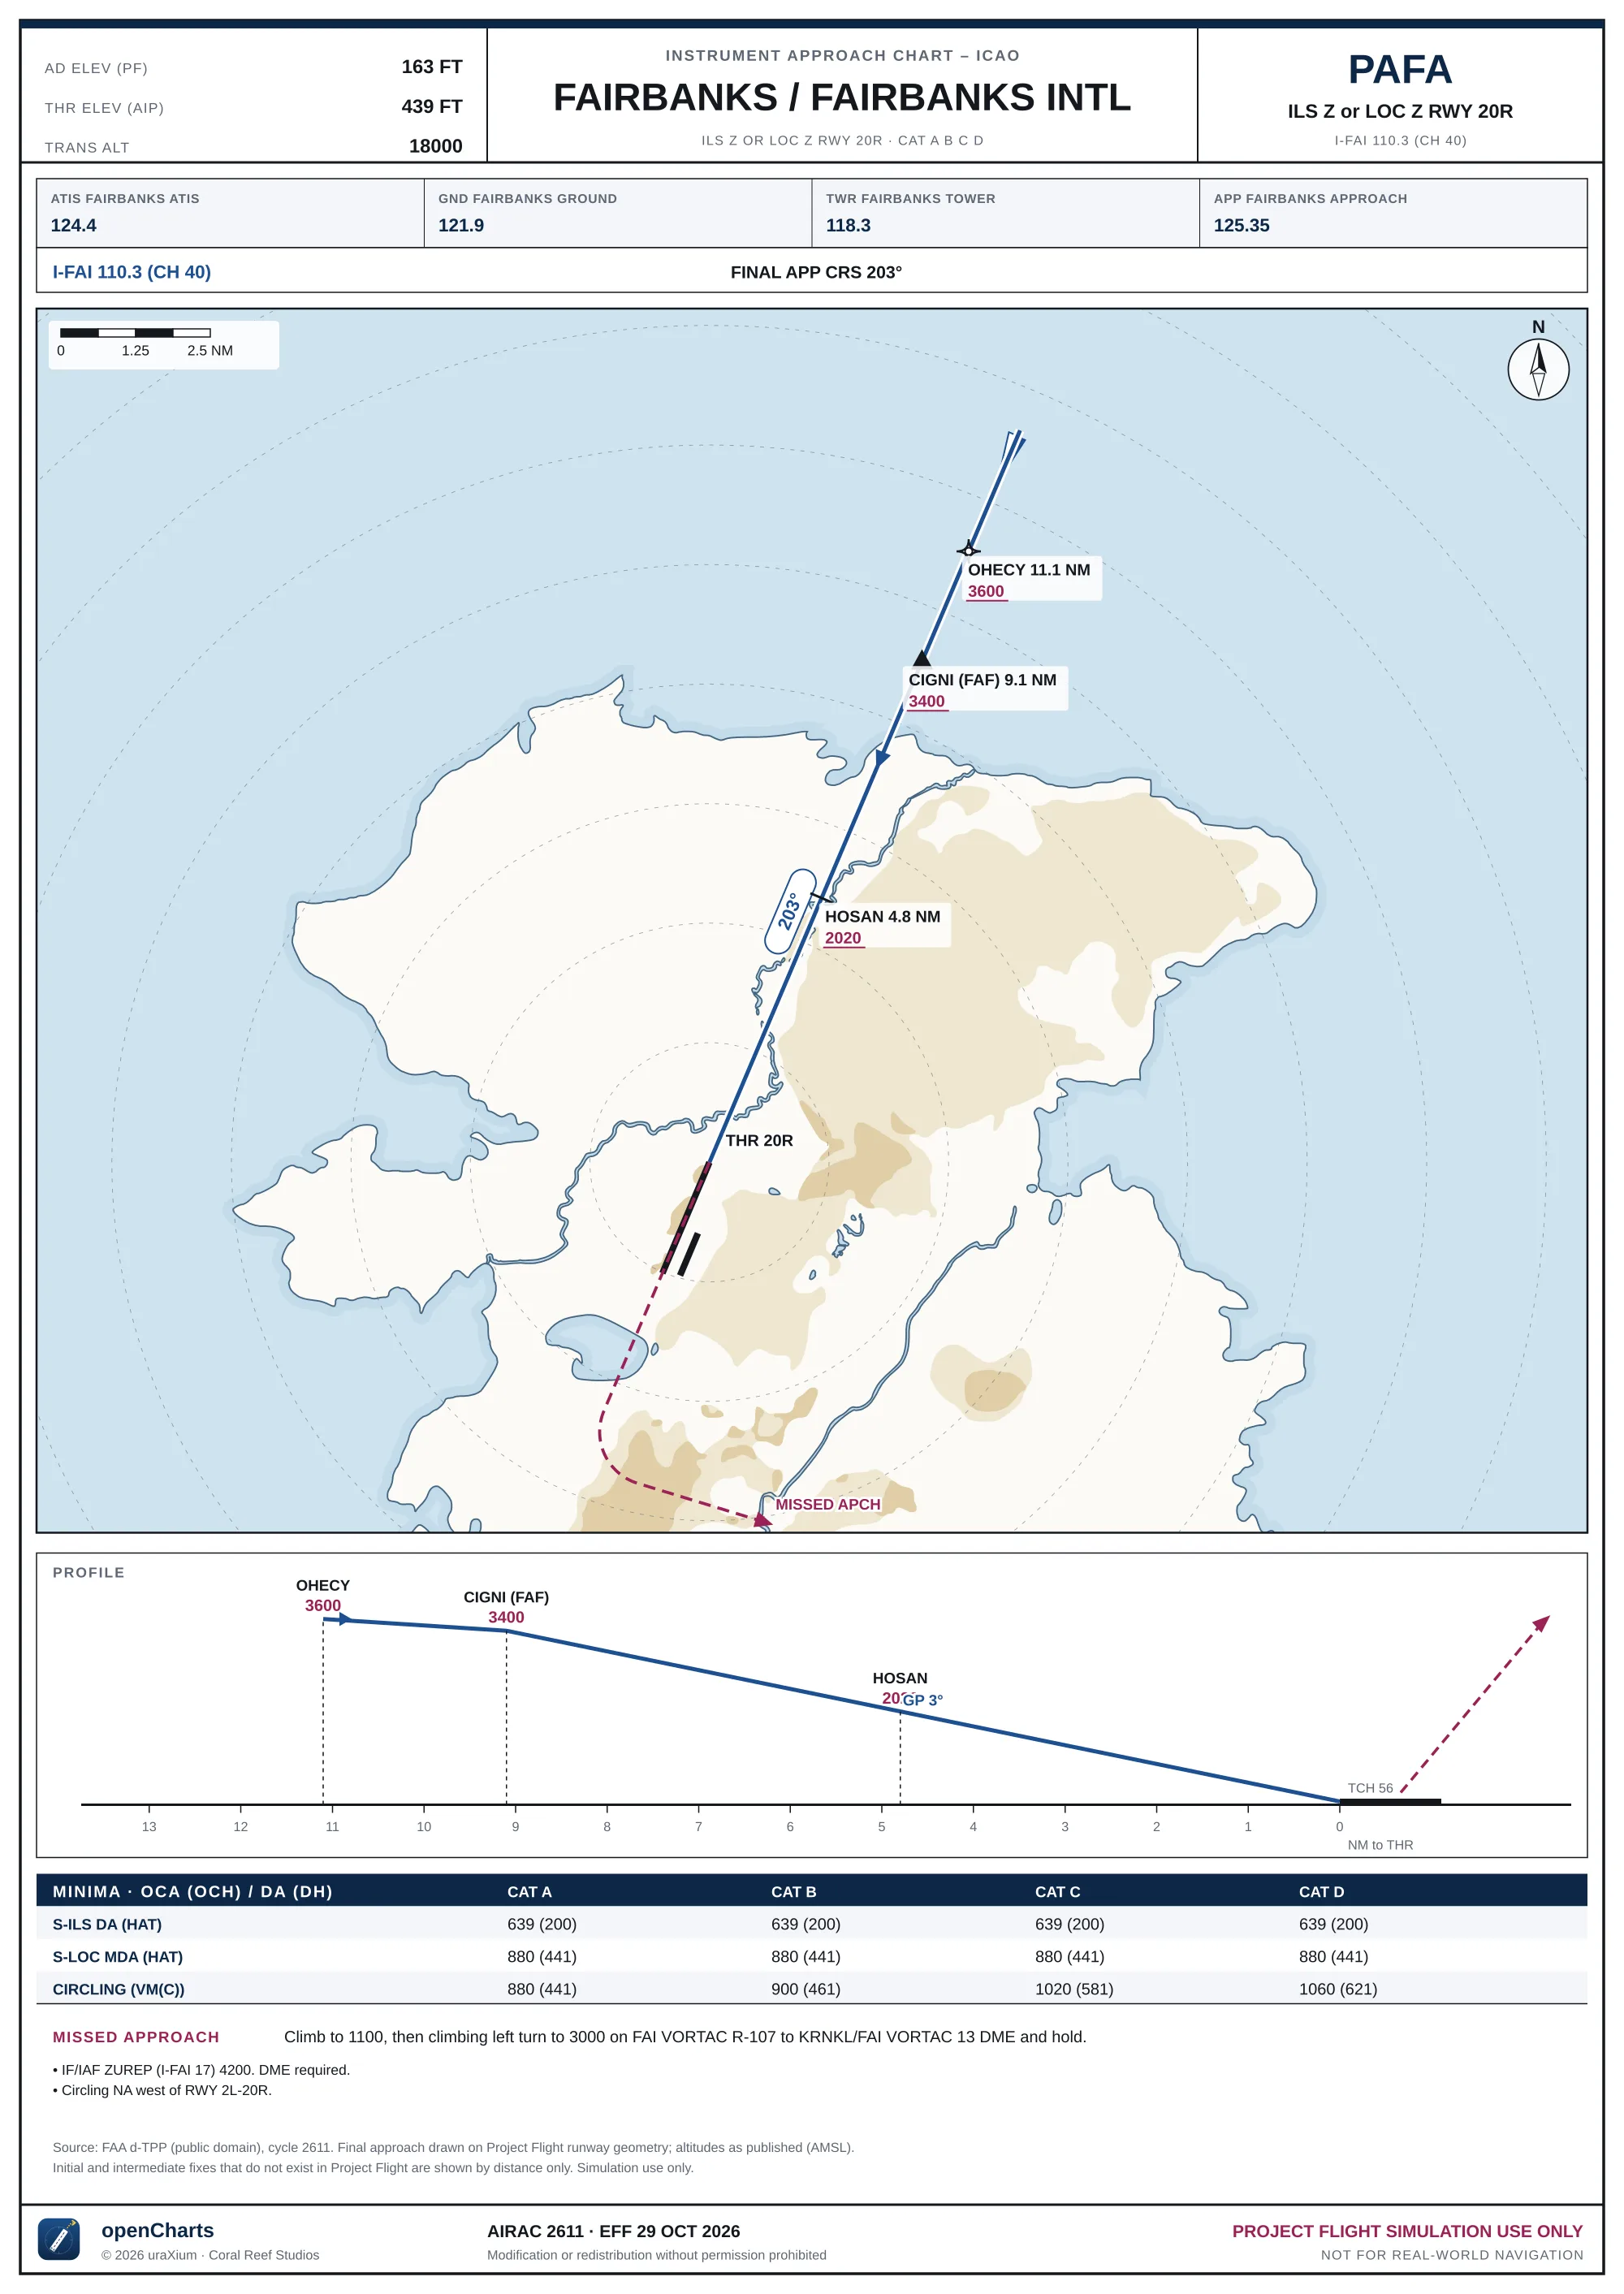 AD ELEV (PF) 163 FT
THR ELEV (AIP) 439 FT
TRANS ALT 18000
INSTRUMENT APPROACH CHART – ICAO
FAIRBANKS / FAIRBANKS INTL
ILS Z OR LOC Z RWY 20R · CAT A B C D
PAFA
ILS Z or LOC Z RWY 20R
I-FAI 110.3 (CH 40)
ATIS FAIRBANKS ATIS
124.4
GND FAIRBANKS GROUND
121.9
TWR FAIRBANKS TOWER
118.3
APP FAIRBANKS APPROACH
125.35
I-FAI 110.3 (CH 40)
FINAL APP CRS 203°
0 1.25 2.5 NM
N
OHECY 11.1 NM
3600
CIGNI (FAF) 9.1 NM
3400
203°
HOSAN 4.8 NM
2020
THR 20R
MISSED APCH
PROFILE
OHECY
3600
CIGNI (FAF)
3400
HOSAN
GP 3°
TCH 56
13 12 11 10 9 8 7 6 5 4 3 2 1 0
NM to THR
MINIMA · OCA (OCH) / DA (DH) CAT A CAT B CAT C CAT D
S-ILS DA (HAT) 639 (200) 639 (200) 639 (200) 639 (200)
S-LOC MDA (HAT) 880 (441) 880 (441) 880 (441) 880 (441)
CIRCLING (VM(C)) 880 (441) 900 (461) 1020 (581) 1060 (621)
MISSED APPROACH Climb to 1100, then climbing left turn to 3000 on FAI VORTAC R-107 to KRNKL/FAI VORTAC 13 DME and hold.
• IF/IAF ZUREP (I-FAI 17) 4200. DME required.
• Circling NA west of RWY 2L-20R.
Source: FAA d-TPP (public domain), cycle 2611. Final approach drawn on Project Flight runway geometry; altitudes as published (AMSL).
Initial and intermediate fixes that do not exist in Project Flight are shown by distance only. Simulation use only.
openCharts
© 2026 uraXium · Coral Reef Studios
AIRAC 2611 · EFF 29 OCT 2026
Modification or redistribution without permission prohibited
PROJECT FLIGHT SIMULATION USE ONLY
NOT FOR REAL-WORLD NAVIGATION